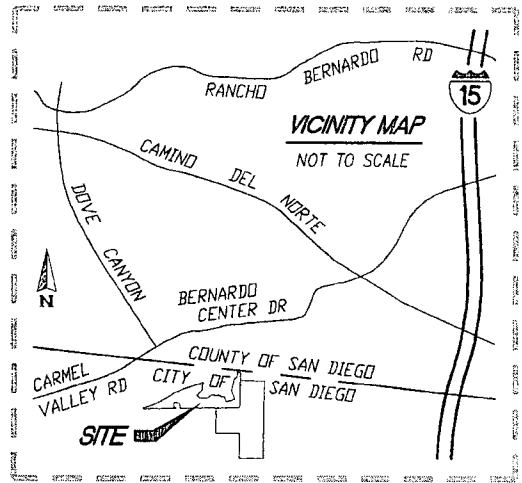 RANCHO BERNARDO RD
15
VICINITY MAP
NOT TO SCALE
CAMINO DEL NORTE
DOVE CANYON
N
BERNARDO
CENTER DR
COUNTY OF SAN DIEGO
CITY OF SAN DIEGO
CARMEL
VALLEY RD
SITE